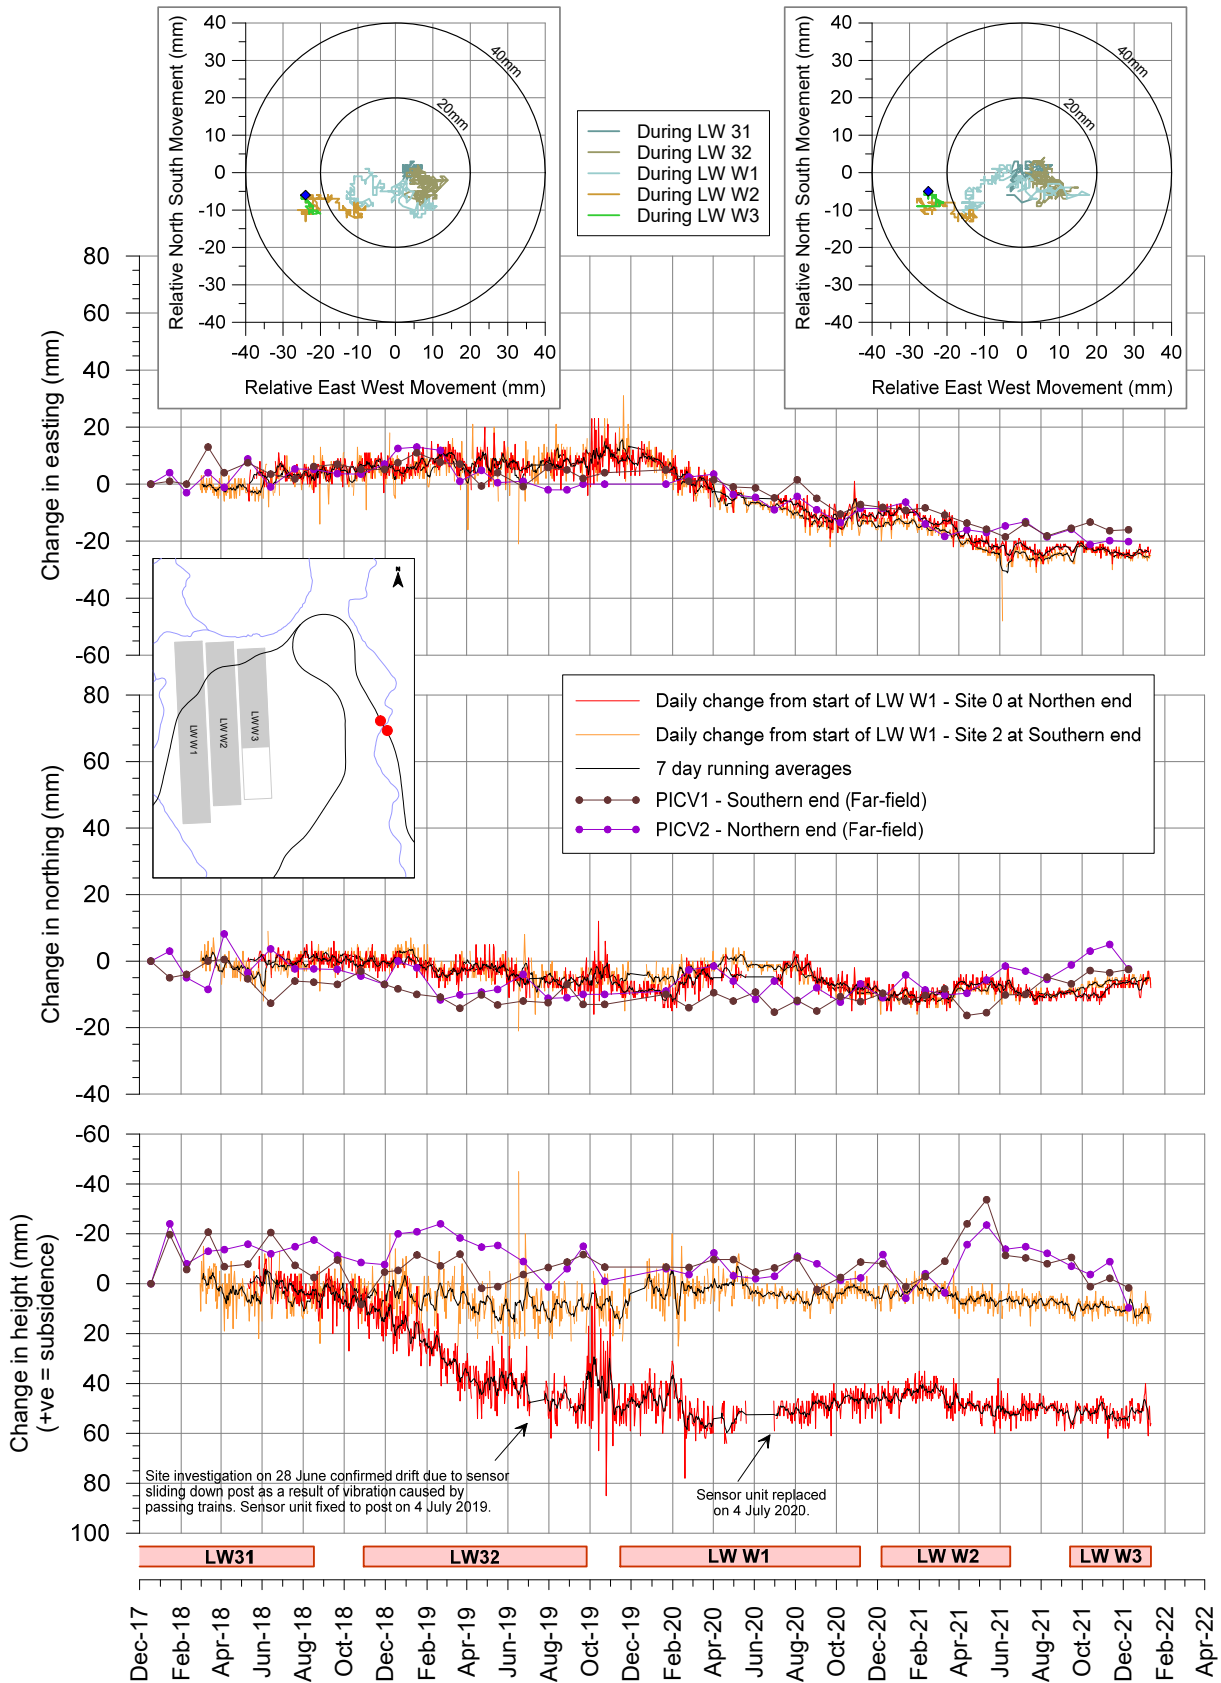 40
30
20
10
0
-10
-20
-30
-40
Relative North South Movement (mm)
40mm
20mm
-40 -30 -20 -10 0 10 20 30 40
Relative East West Movement (mm)
During LW 31
During LW 32
During LW W1
During LW W2
During LW W3
40
30
20
10
0
-10
-20
-30
-40
Relative North South Movement (mm)
40mm
20mm
-40 -30 -20 -10 0 10 20 30 40
Relative East West Movement (mm)
80
60
40
20
0
-20
-40
-60
Change in easting (mm)
N
LW W1
LW W2
LW W3
Daily change from start of LW W1 - Site 0 at Northen end
Daily change from start of LW W1 - Site 2 at Southern end
7 day running averages
PICV1 - Southern end (Far-field)
PICV2 - Northern end (Far-field)
80
60
40
20
0
-20
-40
Change in northing (mm)
-60
-40
-20
0
20
40
60
80
100
Change in height (mm)
(+ve = subsidence)
Site investigation on 28 June confirmed drift due to sensor
sliding down post as a result of vibration caused by
passing trains. Sensor unit fixed to post on 4 July 2019.
Sensor unit replaced
on 4 July 2020.
LW31
LW32
LW W1
LW W2
LW W3
Dec-17
Feb-18
Apr-18
Jun-18
Aug-18
Oct-18
Dec-18
Feb-19
Apr-19
Jun-19
Aug-19
Oct-19
Dec-19
Feb-20
Apr-20
Jun-20
Aug-20
Oct-20
Dec-20
Feb-21
Apr-21
Jun-21
Aug-21
Oct-21
Dec-21
Feb-22
Apr-22